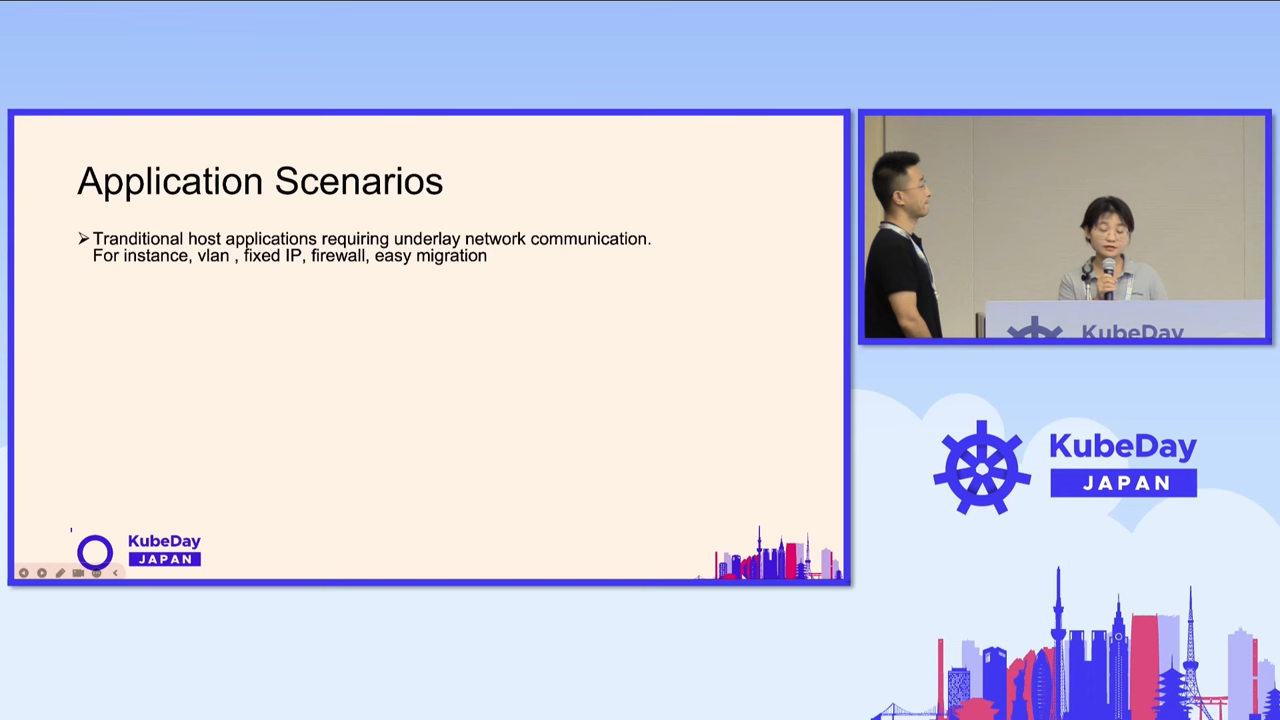 Application Scenarios
➢Tranditional host applications requiring underlay network communication.
For instance, vlan , fixed IP, firewall, easy migration
KubeDay
JAPAN
KubeDay
KubeDay
JAPAN